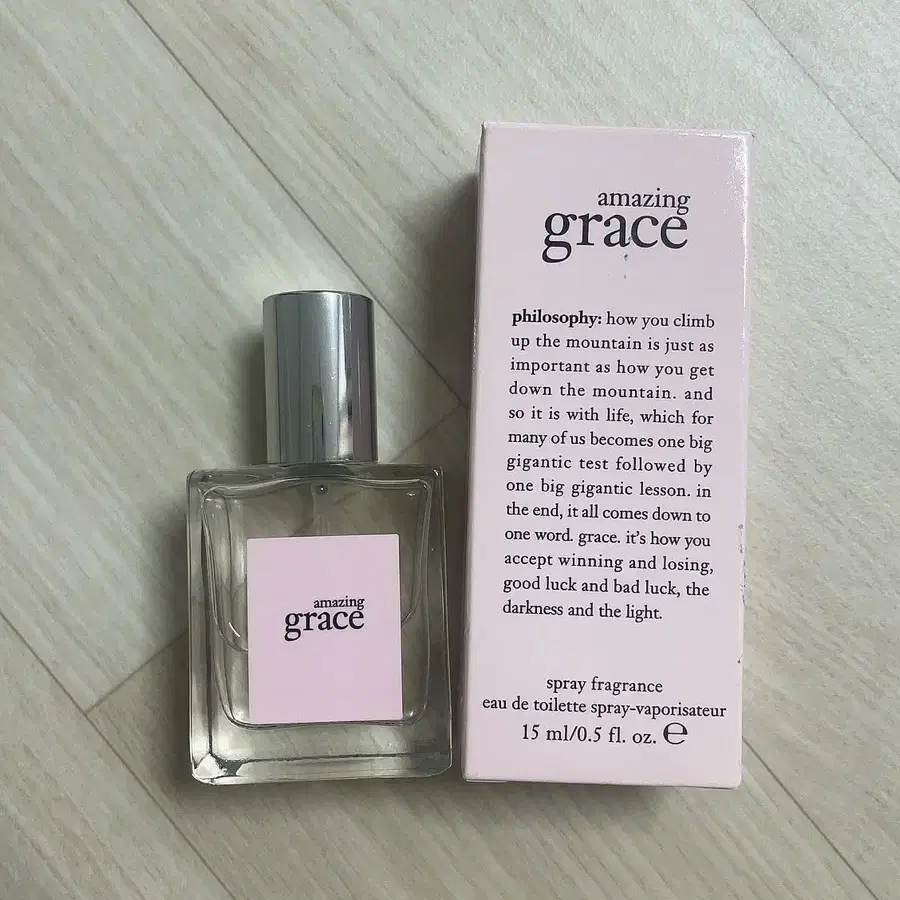 amazing
grace
amazing
grace
philosophy: how you climb
up the mountain is just as
important as how you get
down the mountain. and
so it is with life, which for
many of us becomes one big
gigantic test followed by
one big gigantic lesson. in
the end, it all comes down to
one word. grace. it's how you
accept winning and losing,
good luck and bad luck, the
darkness and the light.
spray fragrance
eau de toilette spray-vaporisateur
15 ml/0.5 fl. oz. ℮